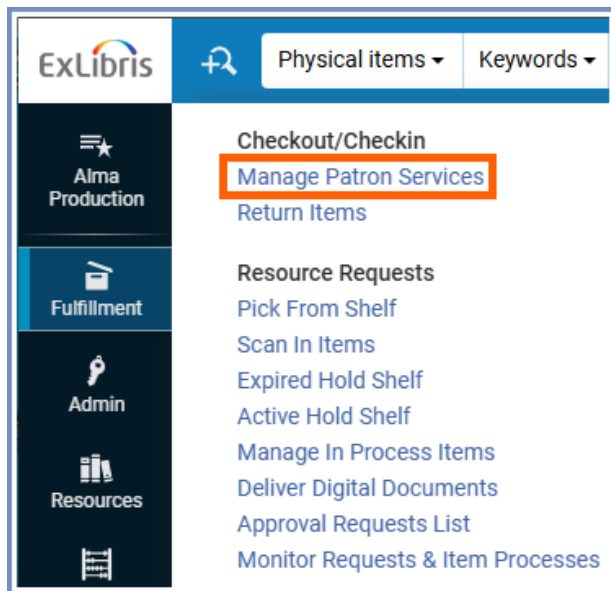 ExLibris
Physical items
Keywords
Alma
Production
Fulfillment
Admin
Resources
Checkout/Checkin
Manage Patron Services
Return Items
Resource Requests
Pick From Shelf
Scan In Items
Expired Hold Shelf
Active Hold Shelf
Manage In Process Items
Deliver Digital Documents
Approval Requests List
Monitor Requests & Item Processes